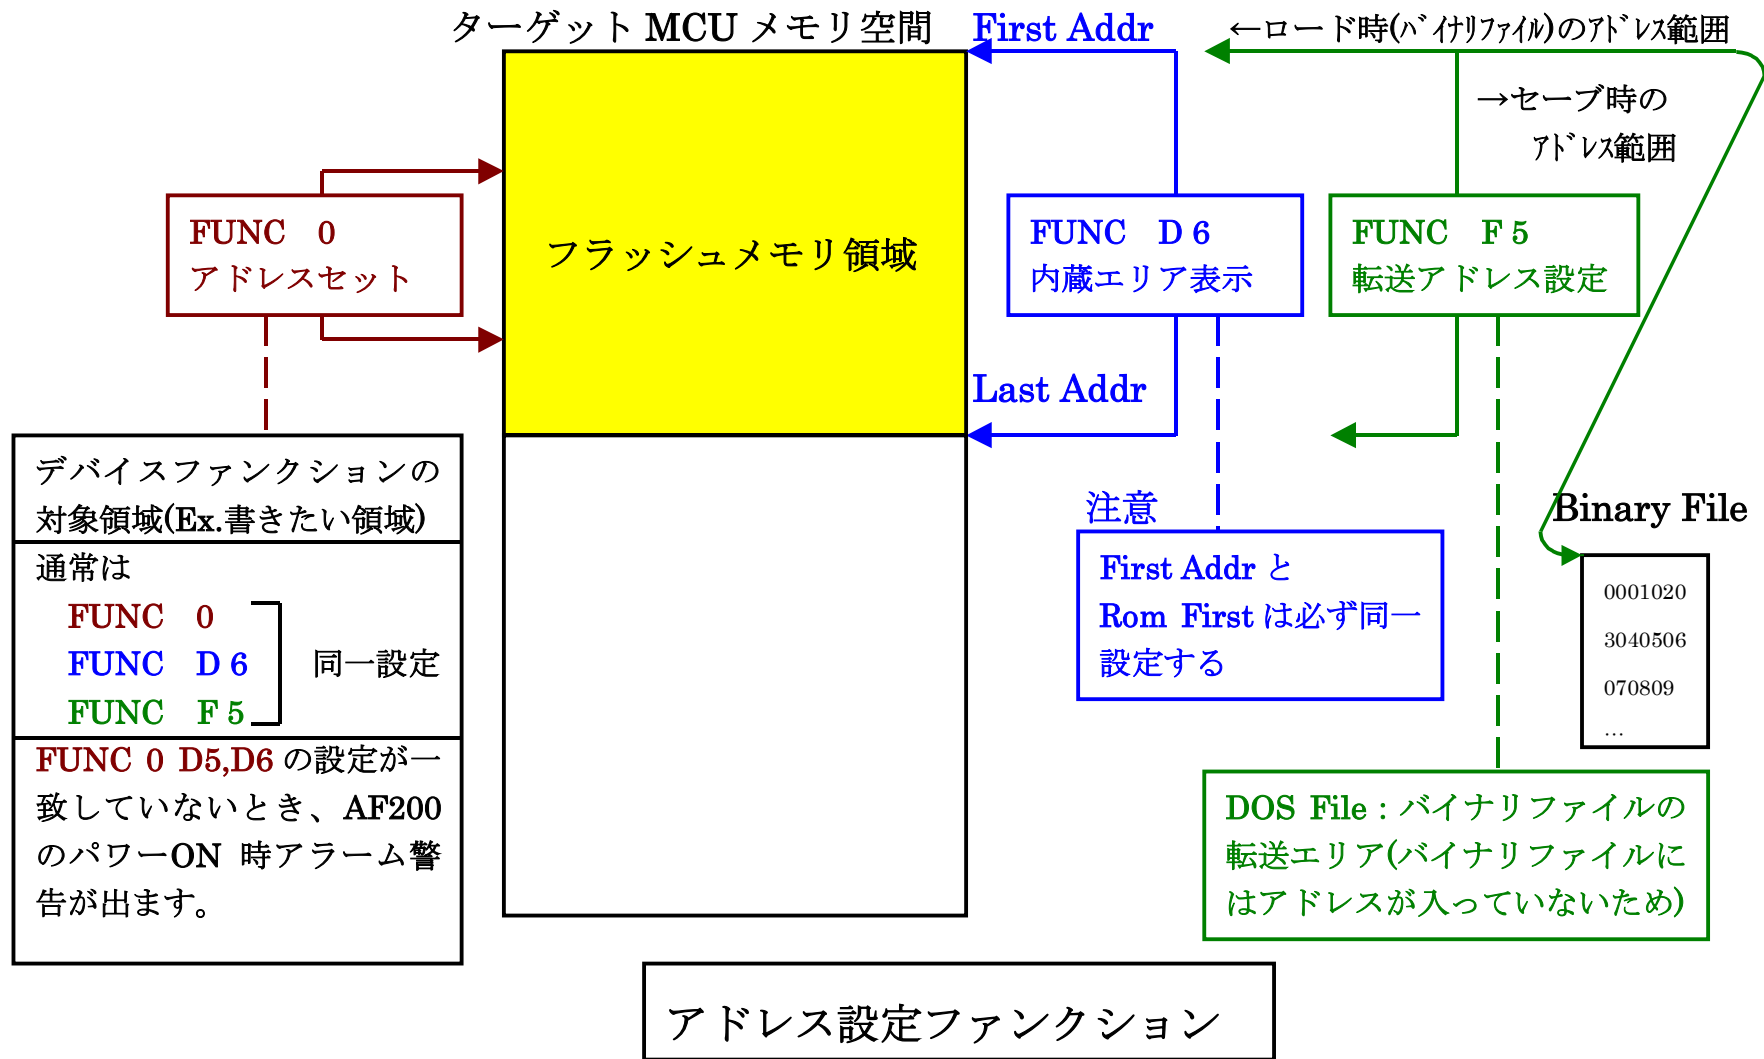 ターゲット MCU メモリ空間
First Addr
←ロード時(ﾊﾞｲﾅﾘﾌｧｲﾙ)のｱﾄﾞﾚｽ範囲
→セーブ時の
ｱﾄﾞﾚｽ範囲
FUNC 0
アドレスセット
フラッシュメモリ領域
FUNC D 6
内蔵エリア表示
FUNC F 5
転送アドレス設定
Last Addr
デバイスファンクションの
対象領域(Ex.書きたい領域)
通常は
FUNC 0
FUNC D 6
FUNC F 5
同一設定
FUNC 0 D5,D6 の設定が一
致していないとき、AF200
のパワーON 時アラーム警
告が出ます。
注意
First Addr と
Rom First は必ず同一
設定する
Binary File
0001020
3040506
070809
…
DOS File : バイナリファイルの
転送エリア(バイナリファイルに
はアドレスが入っていないため)
アドレス設定ファンクション